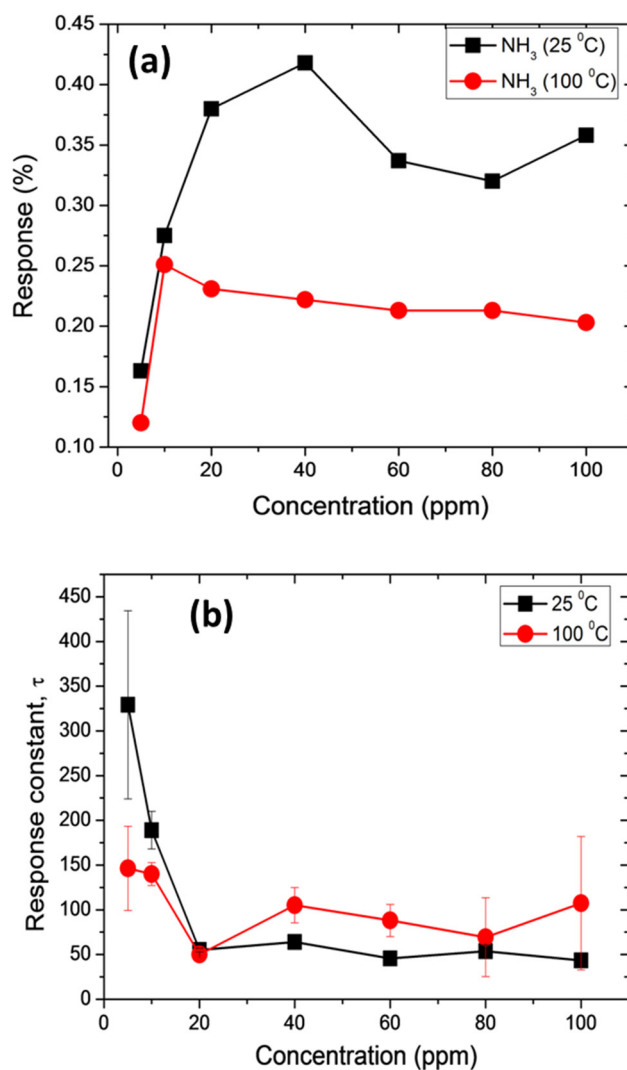 (a)
NH₃ (25 ⁰C)
NH₃ (100 ⁰C)
Response (%)
0.45
0.40
0.35
0.30
0.25
0.20
0.15
0.10
0 20 40 60 80 100
Concentration (ppm)
(b)
25 ⁰C
100 ⁰C
Response constant, τ
450
400
350
300
250
200
150
100
50
0
0 20 40 60 80 100
Concentration (ppm)